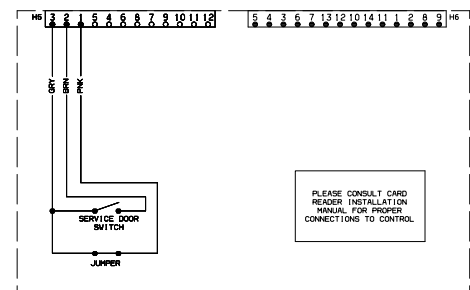 H6 3 2 1 5 4 6 8 7 9 10 11 12
5 4 3 6 7 13 12 10 14 11 1 2 8 9 H6
GRY
BRN
PNK
SERVICE DOOR
SWITCH
JUMPER
PLEASE CONSULT CARD
READER INSTALLATION
MANUAL FOR PROPER
CONNECTIONS TO CONTROL